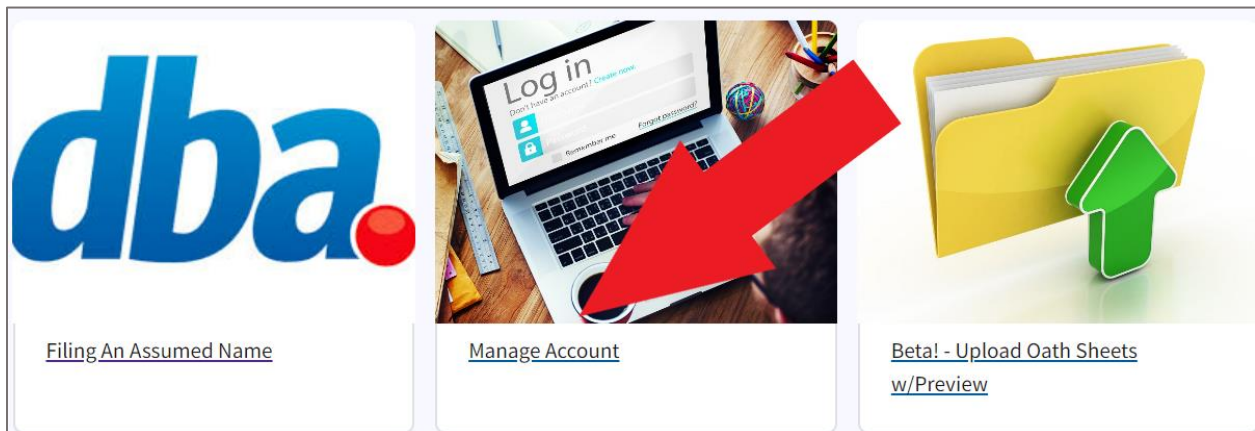 dba.
Log in
Don't have an account? Create now.
Forgot password?
Remember me
Filing An Assumed Name
Manage Account
Beta! - Upload Oath Sheets
w/Preview